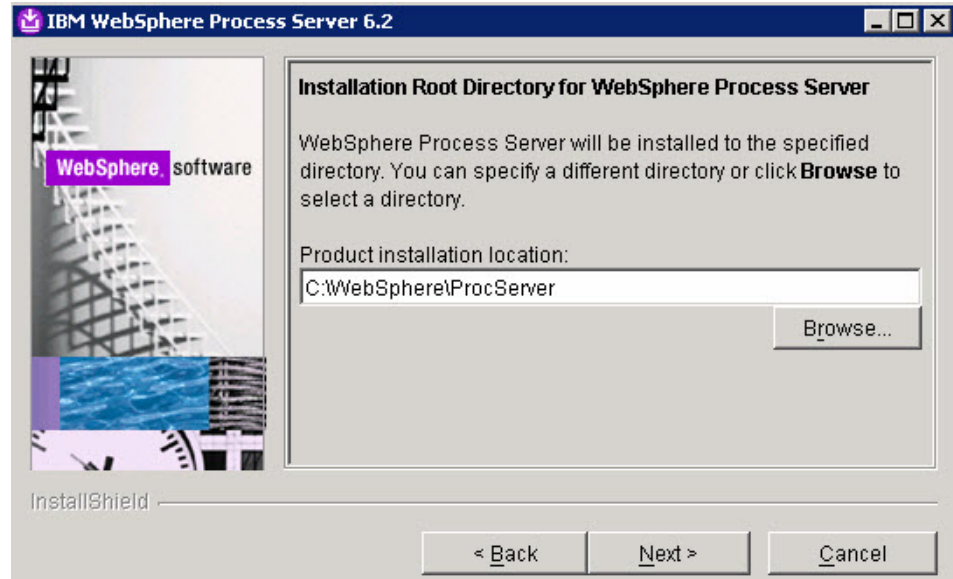 IBM WebSphere Process Server 6.2
WebSphere. software
Installation Root Directory for WebSphere Process Server
WebSphere Process Server will be installed to the specified
directory. You can specify a different directory or click Browse to
select a directory.
Product installation location:
C:\WebSphere\ProcServer
Browse...
InstallShield
< Back
Next >
Cancel